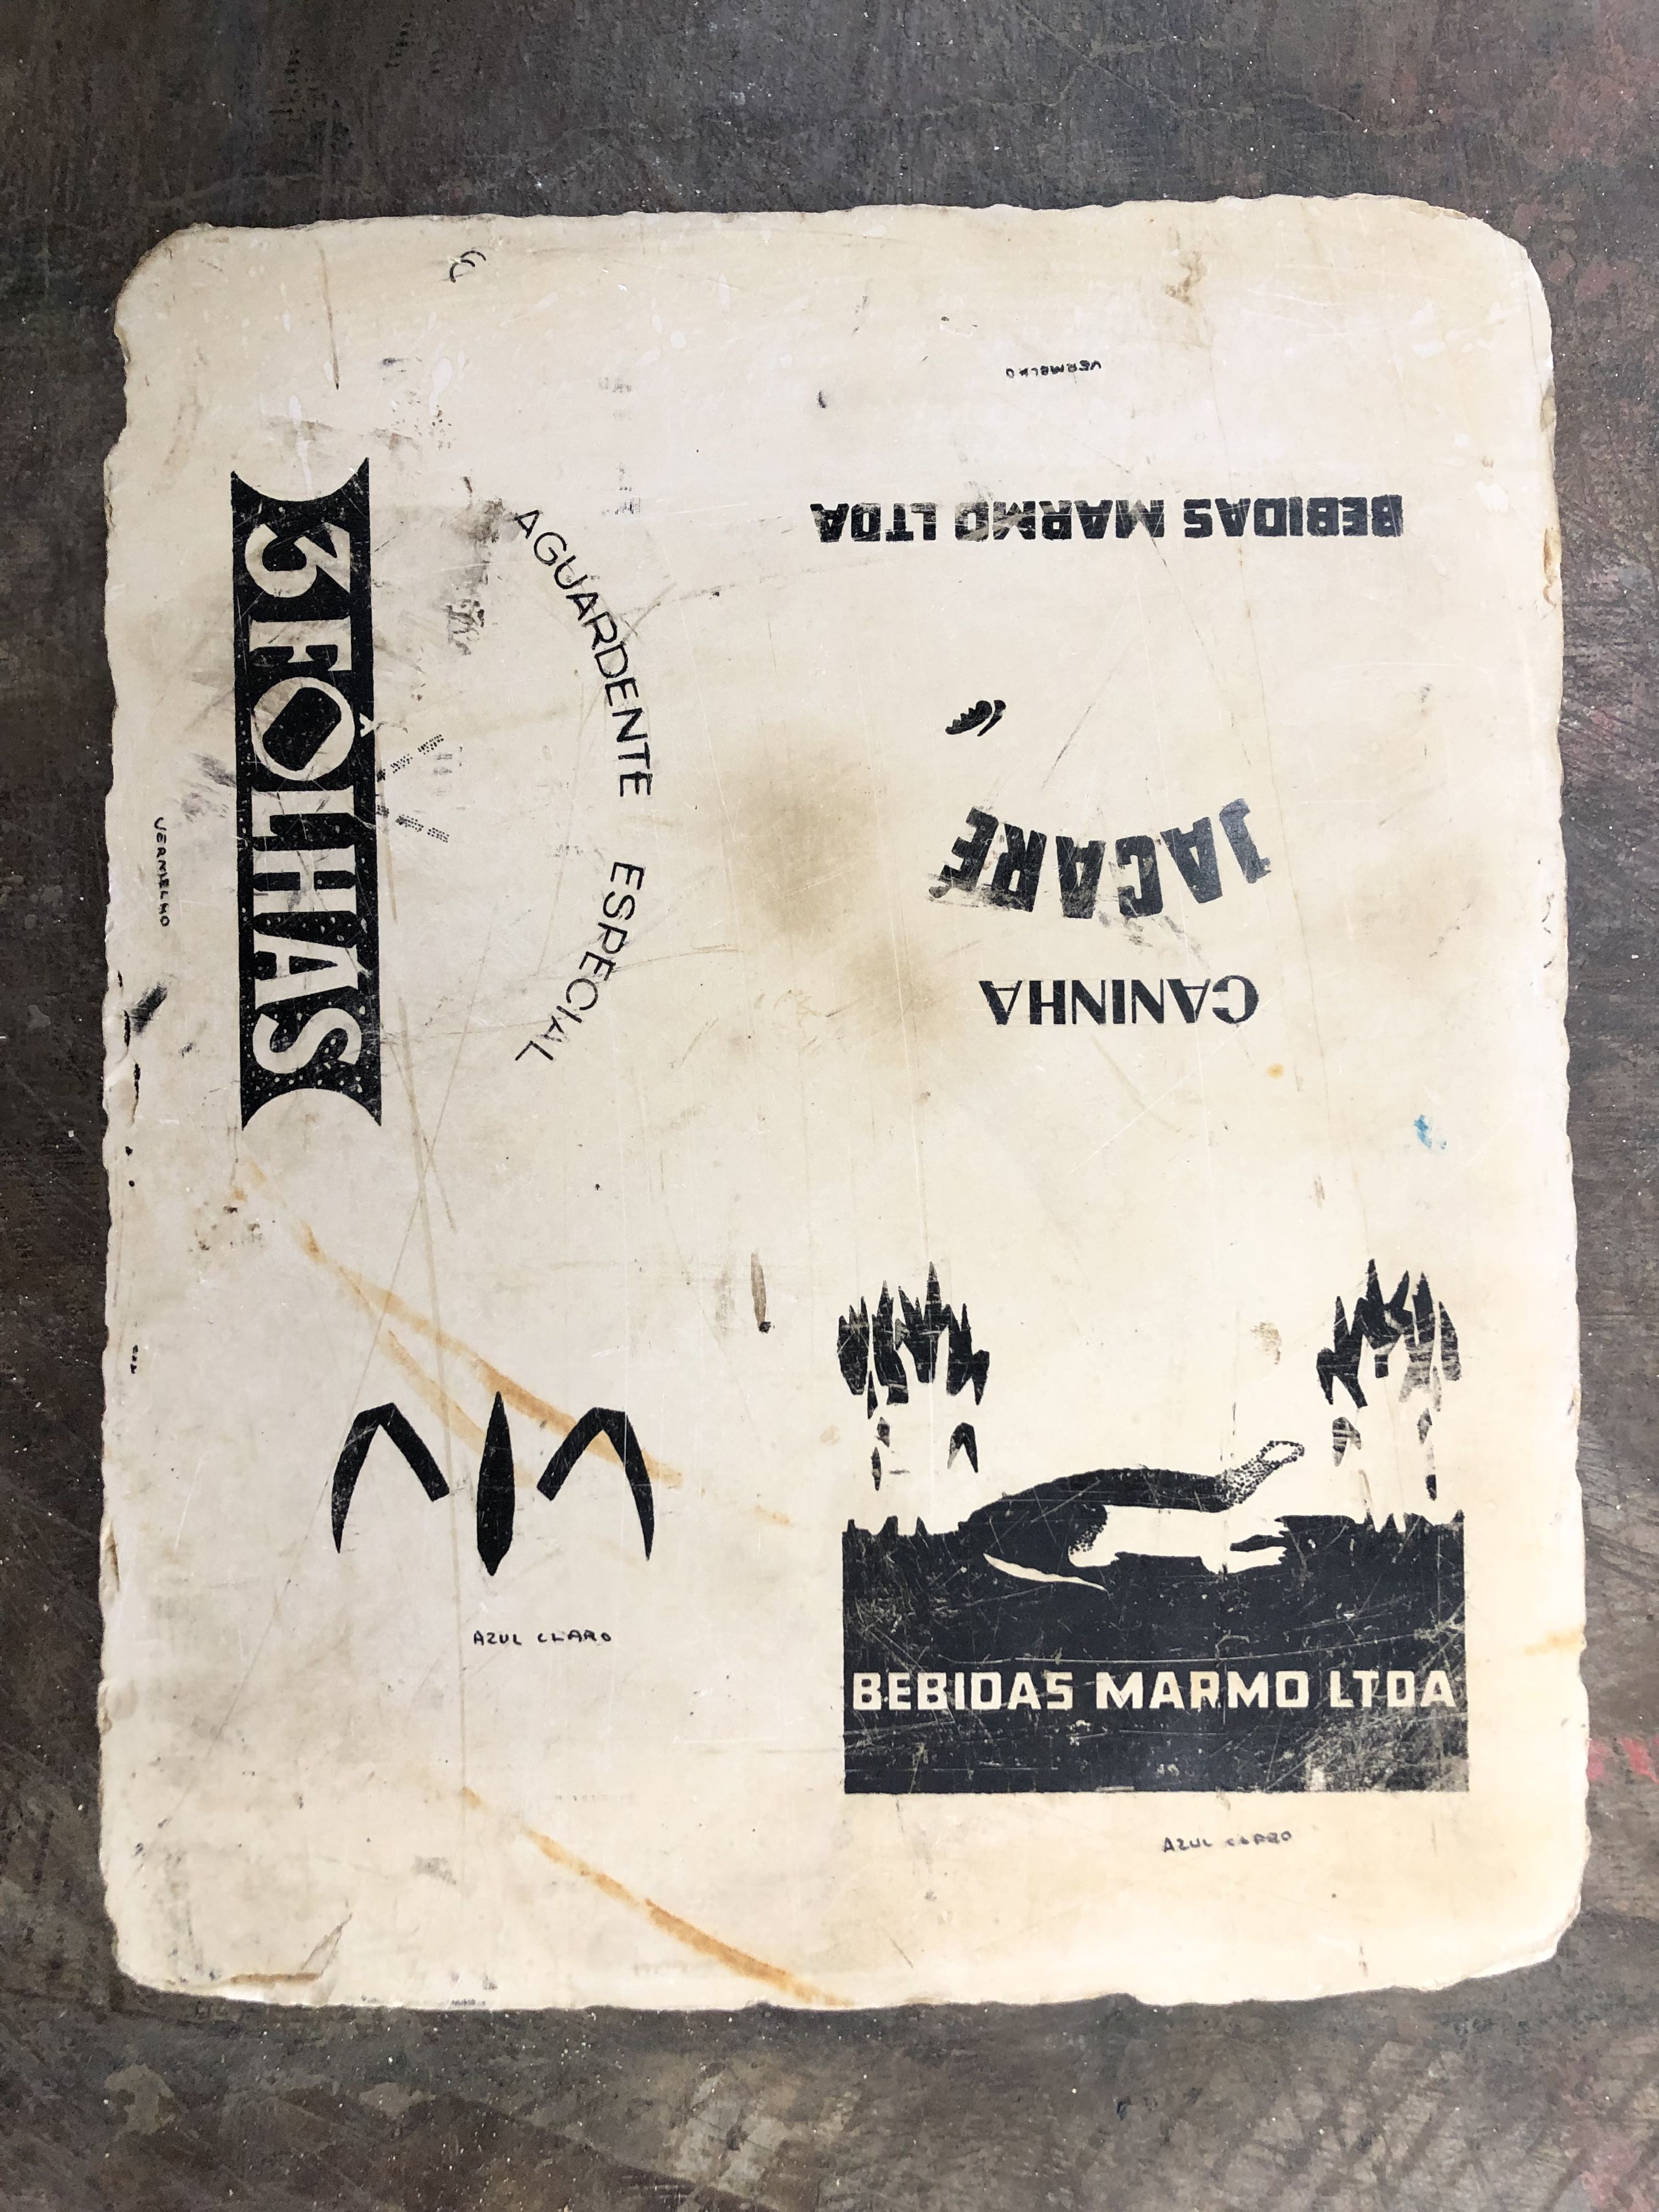 VERMELHO
BEBIDAS MARMO LTDA
JACARÉ
CANINHA
3 FOLHAS
AGUARDENTE ESPECIAL
VERMELHO
AZUL CLARO
BEBIDAS MARMO LTDA
AZUL CLARO